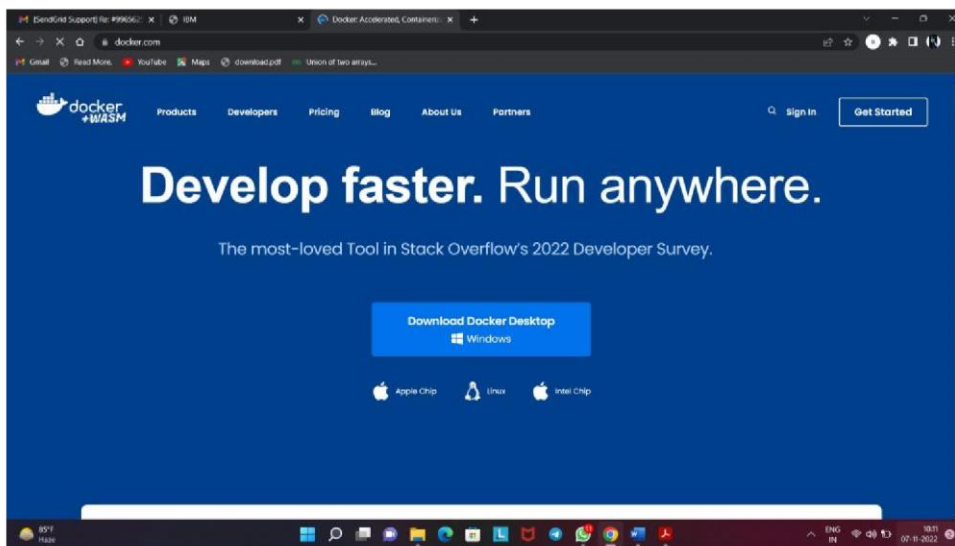 [SendGrid Support] Re: #996562
IBM
Docker: Accelerated, Container
docker.com
Gmail
Read More.
YouTube
Maps
download.pdf
Union of two arrays...
docker
+WASM
Products
Developers
Pricing
Blog
About Us
Partners
Sign In
Get Started
Develop faster. Run anywhere.
The most-loved Tool in Stack Overflow's 2022 Developer Survey.
Download Docker Desktop
Windows
Apple Chip
Linux
Intel Chip
85°F
Haze
ENG
IN
10:11
07-11-2022